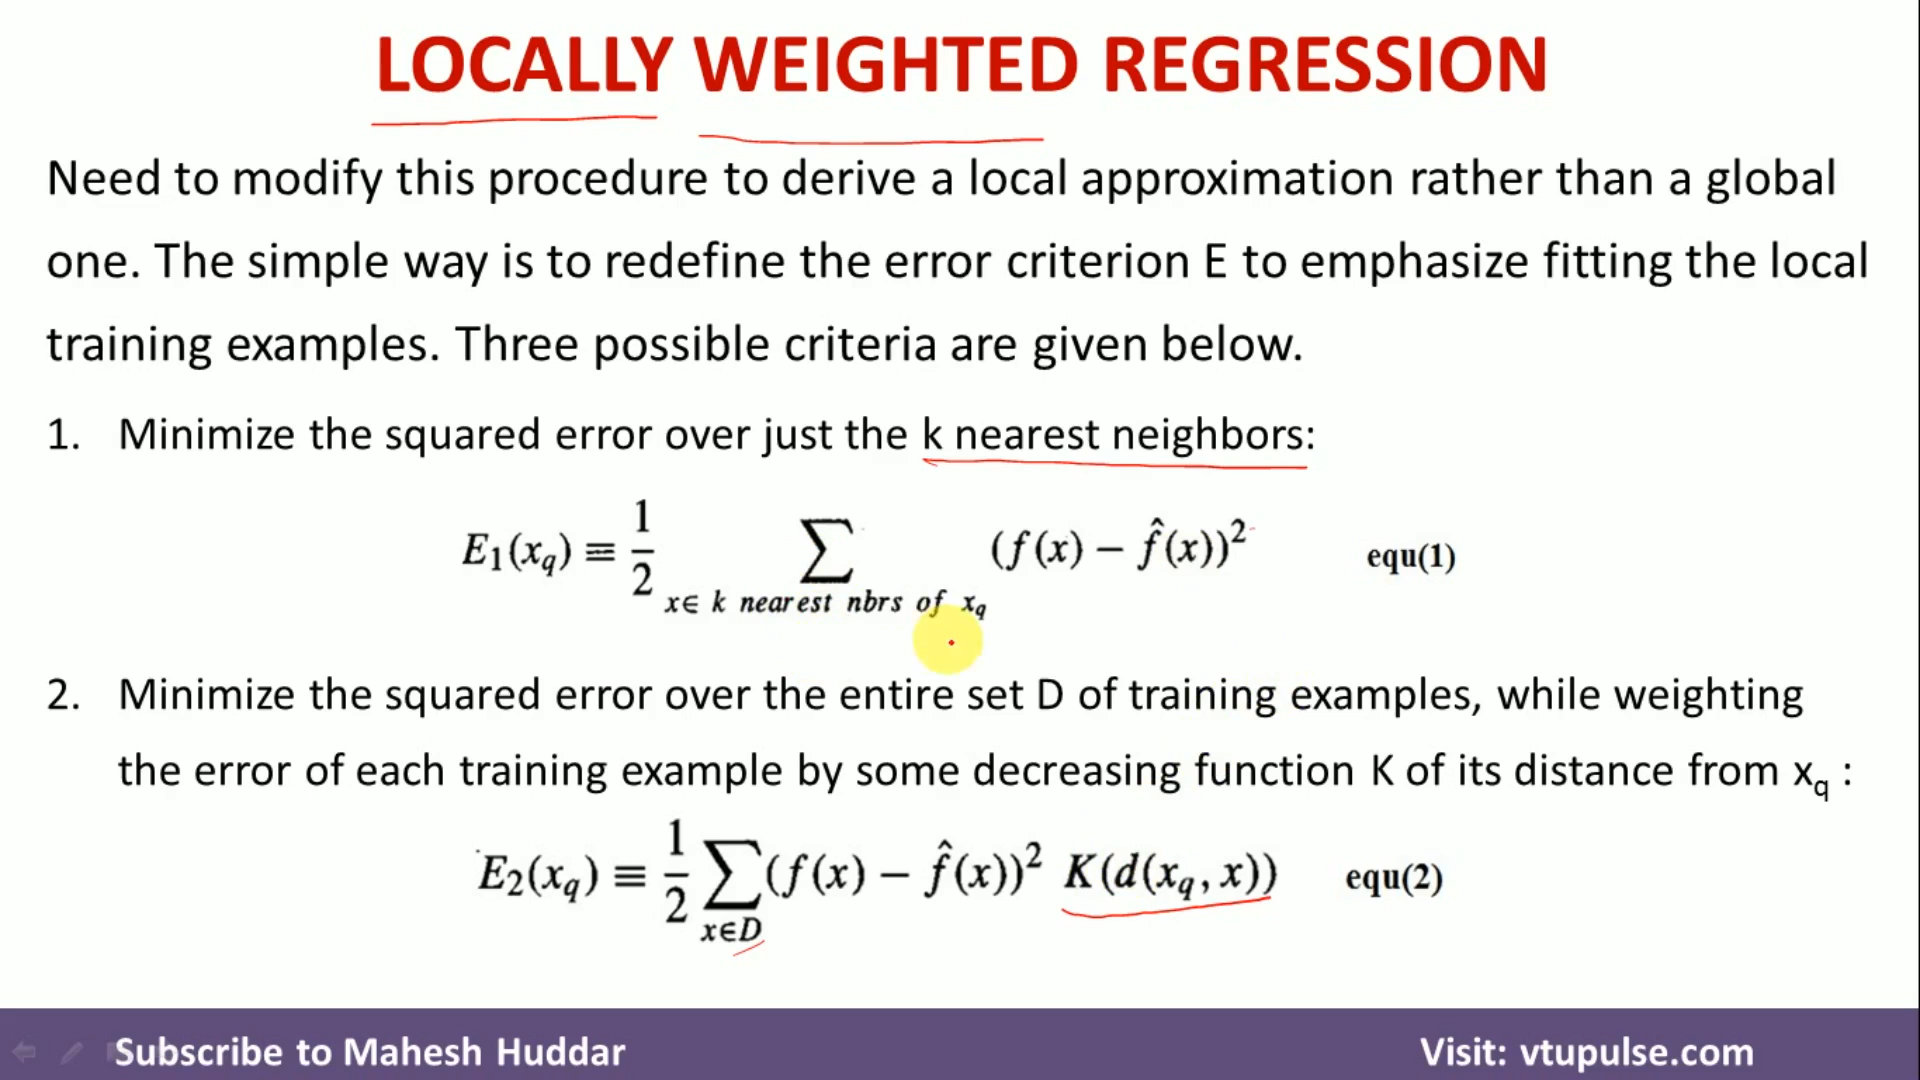 LOCALLY WEIGHTED REGRESSION
Need to modify this procedure to derive a local approximation rather than a global
one. The simple way is to redefine the error criterion E to emphasize fitting the local
training examples. Three possible criteria are given below.
1. Minimize the squared error over just the k nearest neighbors:
E₁(x_q) ≡ 1/2 ∑_{x∈ k nearest nbrs of x_q} (f(x) − f̂(x))² equ(1)
2. Minimize the squared error over the entire set D of training examples, while weighting
the error of each training example by some decreasing function K of its distance from x_q :
E₂(x_q) ≡ 1/2 ∑_{x∈D} (f(x) − f̂(x))² K(d(x_q, x)) equ(2)
Subscribe to Mahesh Huddar
Visit: vtupulse.com